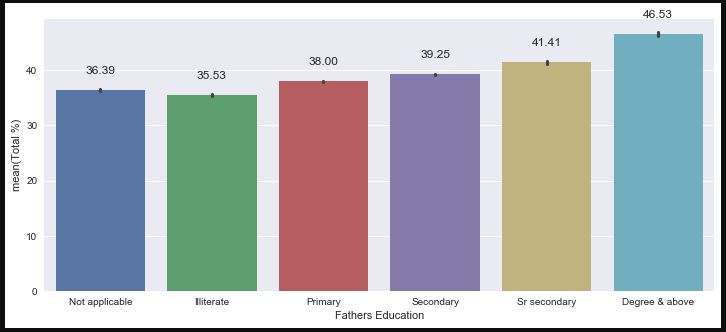 46.53
41.41
39.25
38.00
36.39
35.53
40
30
20
10
0
mean(Total %)
Not applicable
Illiterate
Primary
Secondary
Sr secondary
Degree & above
Fathers Education